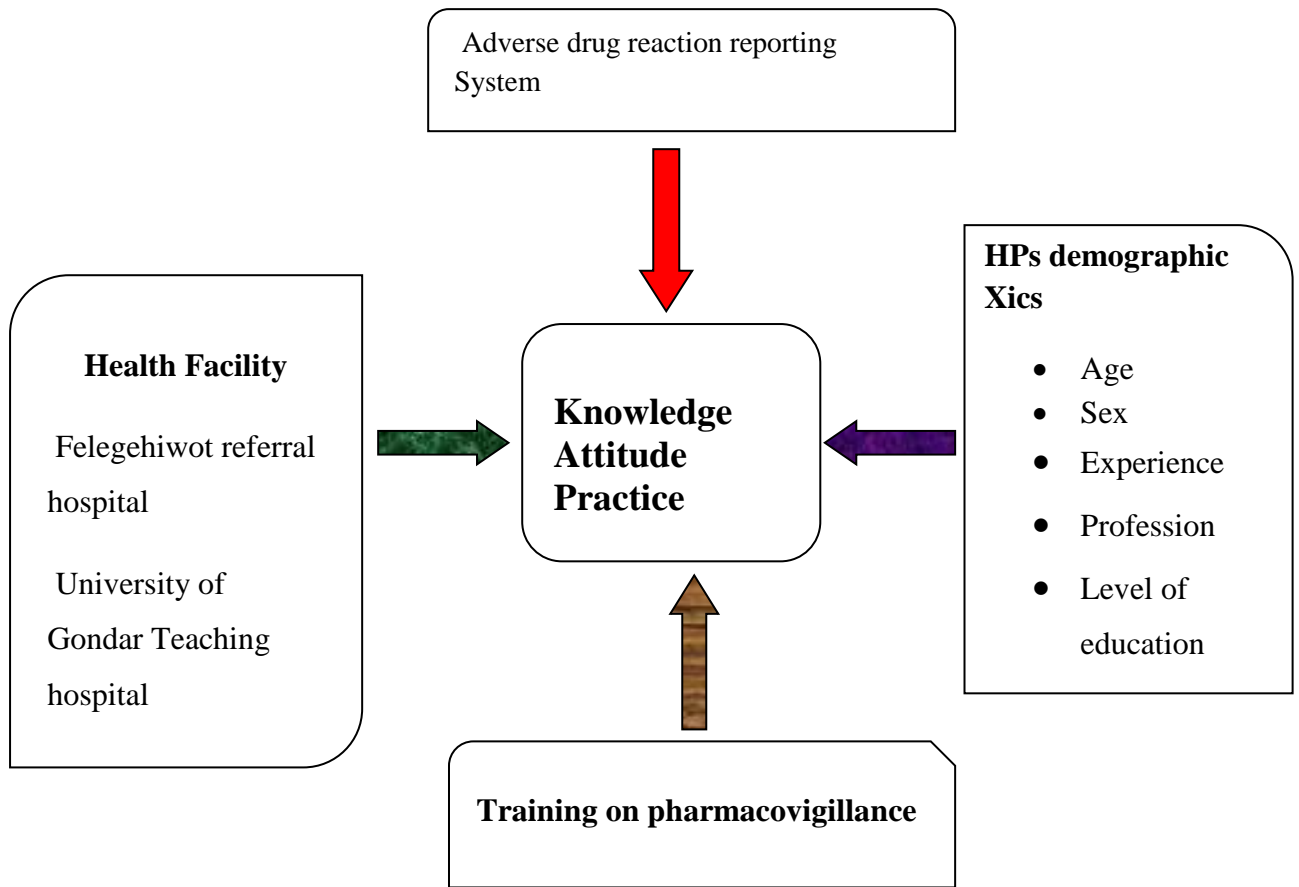 Adverse drug reaction reporting
System
HPs demographic
Xics
• Age
• Sex
• Experience
• Profession
• Level of
education
Health Facility
Felegehiwot referral
hospital
University of
Gondar Teaching
hospital
Knowledge
Attitude
Practice
Training on pharmacovigillance